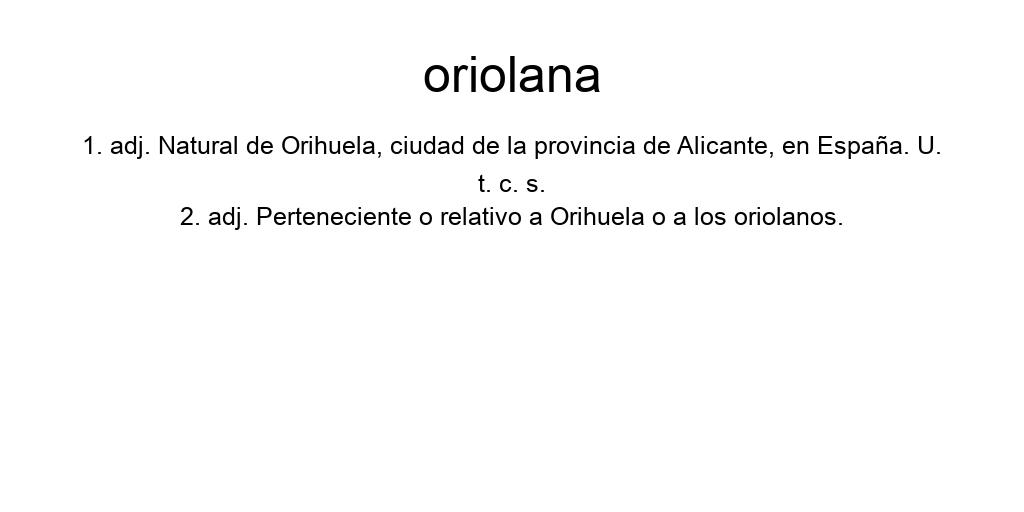 oriolana
1. adj. Natural de Orihuela, ciudad de la provincia de Alicante, en España. U.
t. c. s.
2. adj. Perteneciente o relativo a Orihuela o a los oriolanos.